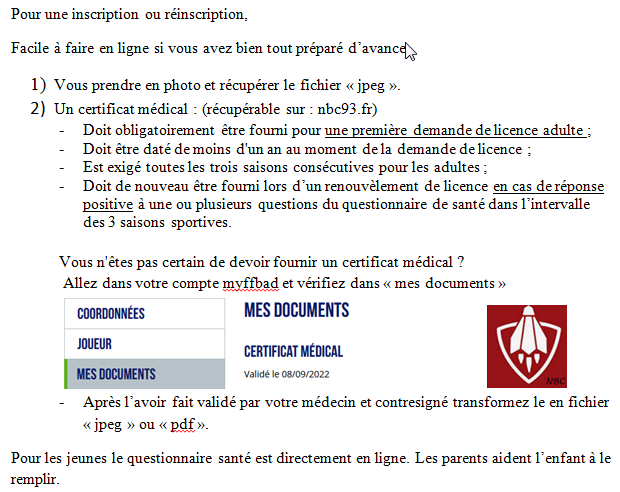 Pour une inscription ou réinscription,
Facile à faire en ligne si vous avez bien tout préparé d’avance
1) Vous prendre en photo et récupérer le fichier « jpeg ».
2) Un certificat médical : (récupérable sur : nbc93.fr)
- Doit obligatoirement être fourni pour une première demande de licence adulte ;
- Doit être daté de moins d'un an au moment de la demande de licence ;
- Est exigé toutes les trois saisons consécutives pour les adultes ;
- Doit de nouveau être fourni lors d’un renouvèlement de licence en cas de réponse
positive à une ou plusieurs questions du questionnaire de santé dans l’intervalle
des 3 saisons sportives.
Vous n'êtes pas certain de devoir fournir un certificat médical ?
Allez dans votre compte myffbad et vérifiez dans « mes documents »
COORDONNÉES
JOUEUR
MES DOCUMENTS
MES DOCUMENTS
CERTIFICAT MÉDICAL
Validé le 08/09/2022
NBC
- Après l’avoir fait validé par votre médecin et contresigné transformez le en fichier
« jpeg » ou « pdf ».
Pour les jeunes le questionnaire santé est directement en ligne. Les parents aident l’enfant à le
remplir.